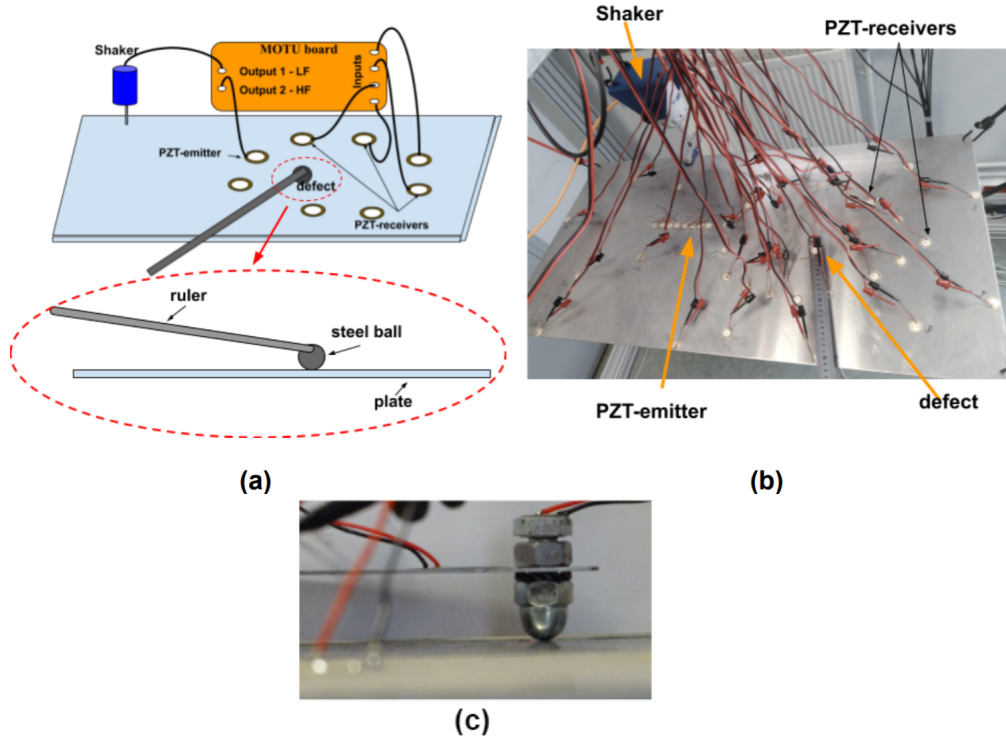 Shaker
MOTU board
Output 1 - LF
Output 2 - HF
Inputs
PZT-emitter
defect
PZT-receivers
ruler
steel ball
plate
(a)
Shaker
PZT-receivers
PZT-emitter
defect
(b)
(c)